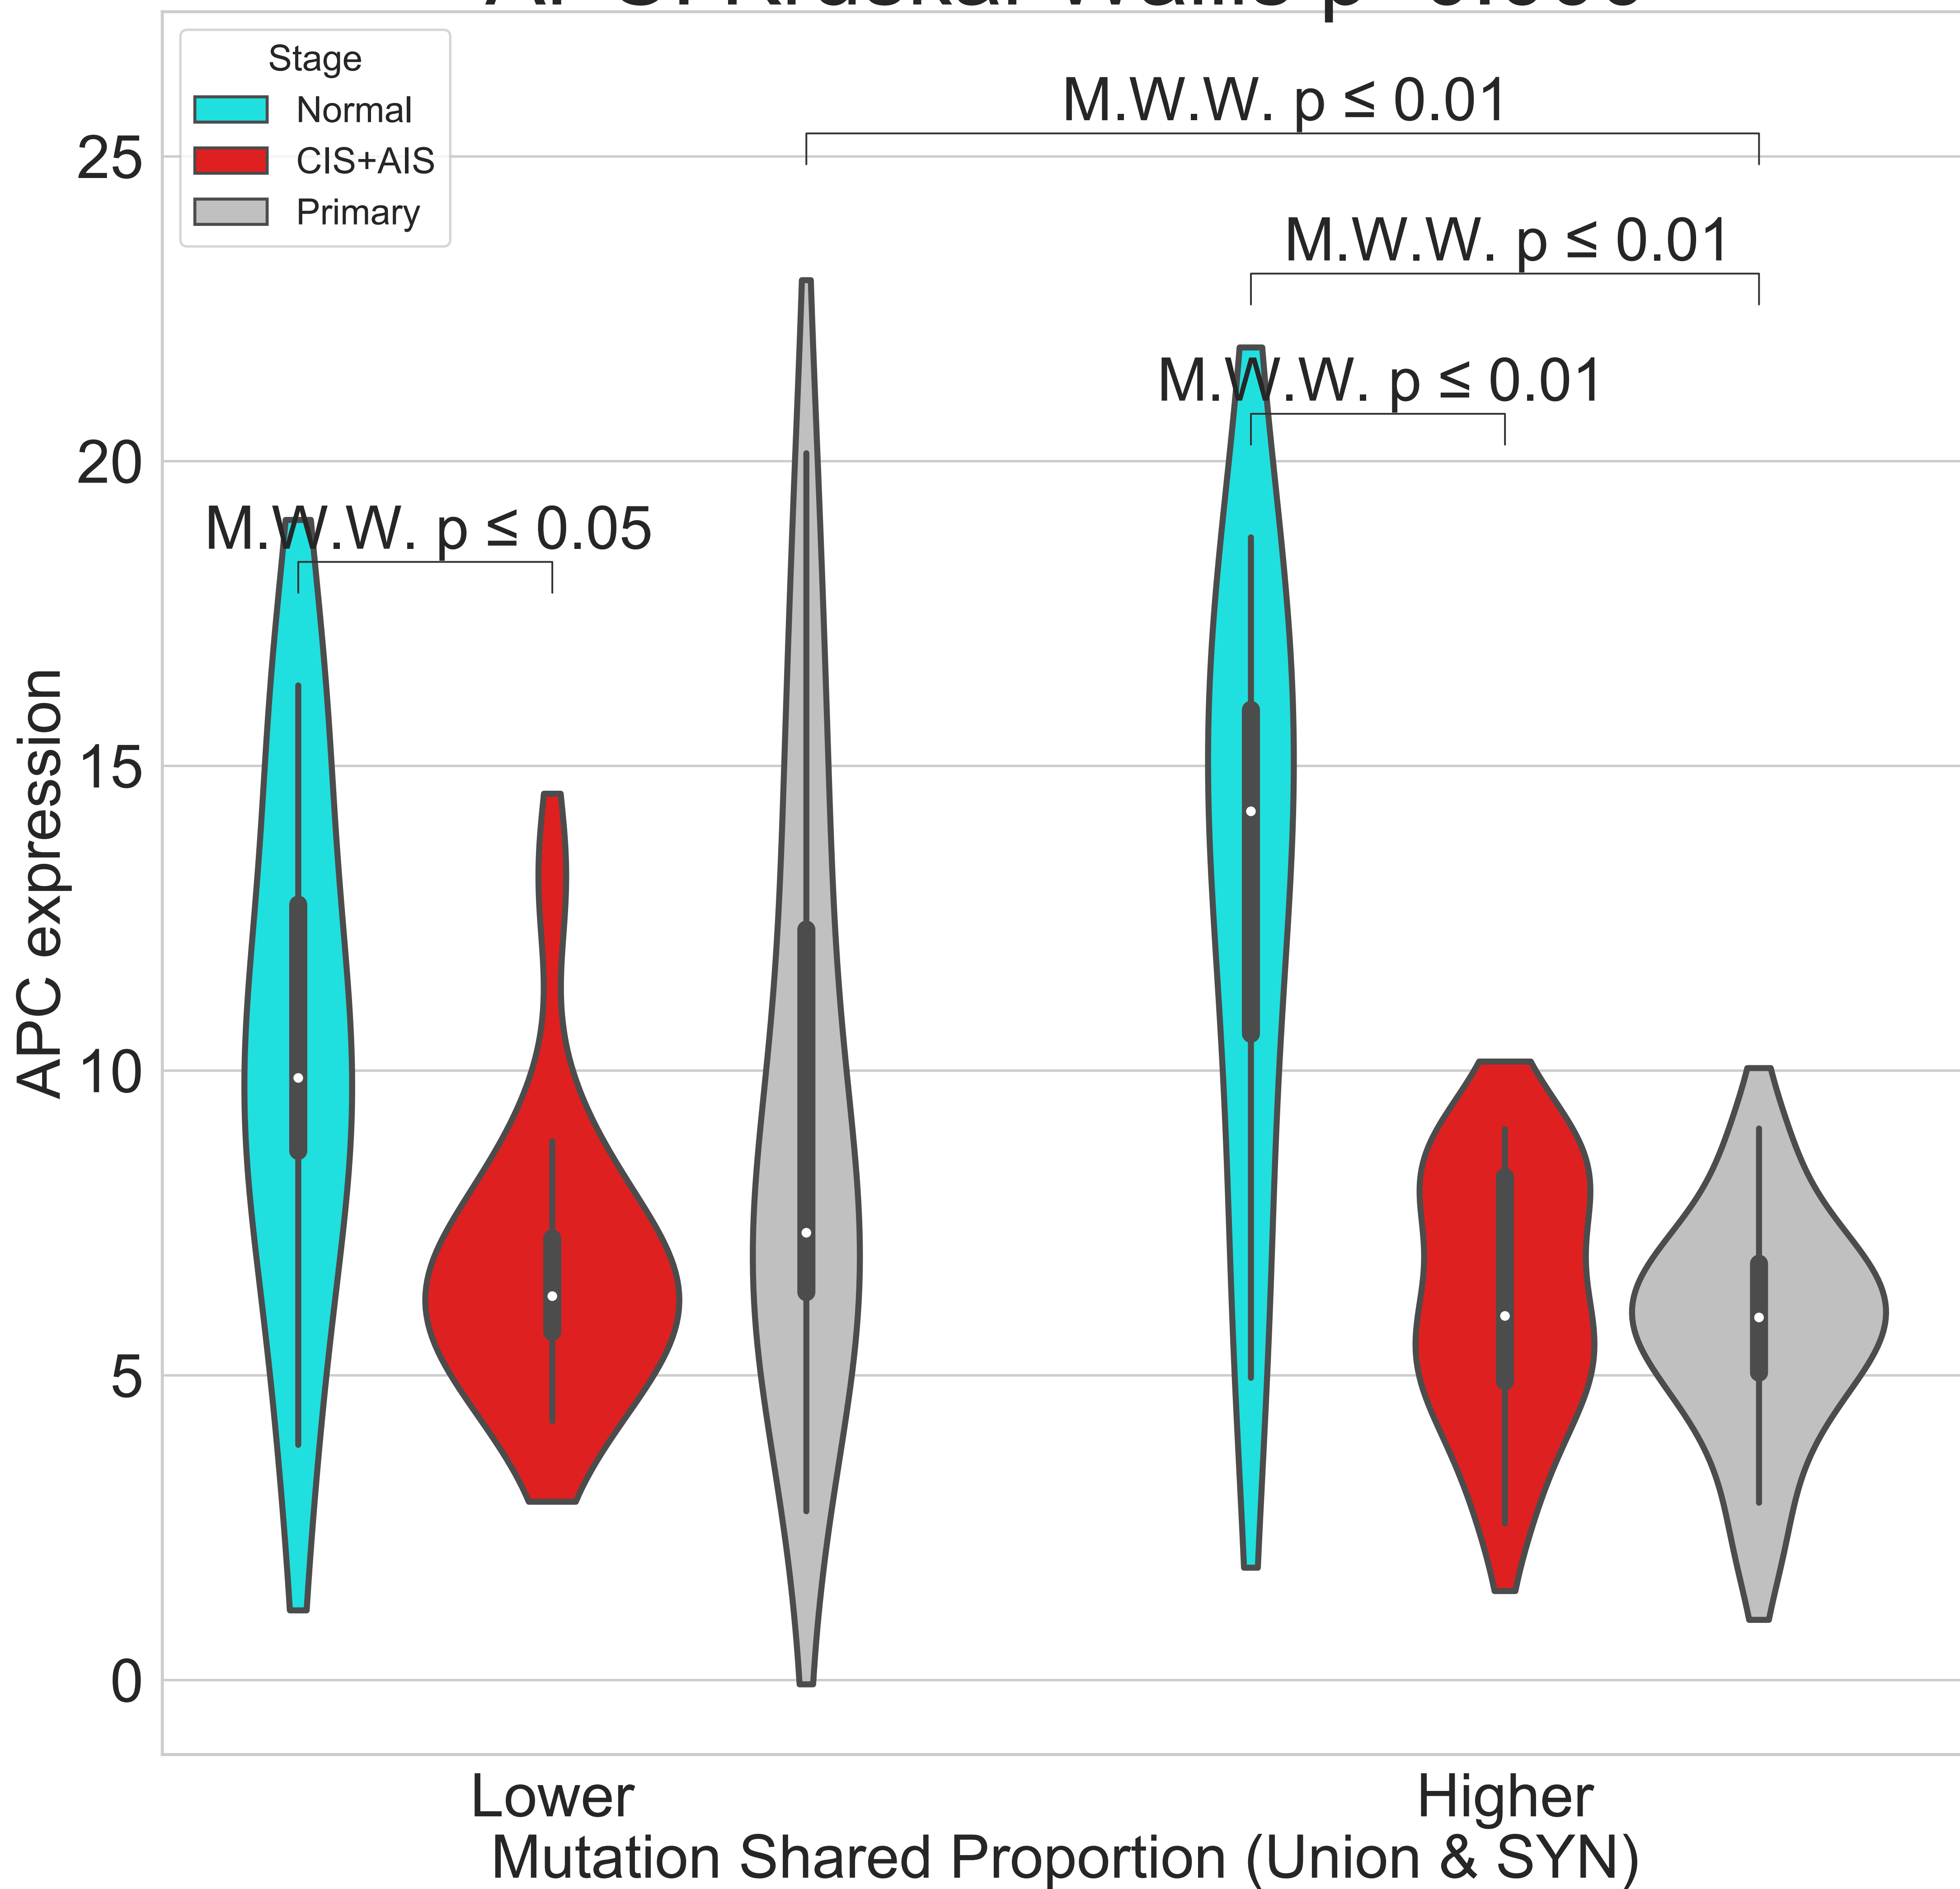 Stage
Normal
CIS+AIS
Primary
M.W.W. p ≤ 0.01
M.W.W. p ≤ 0.01
M.W.W. p ≤ 0.01
M.W.W. p ≤ 0.05
25
20
15
10
5
0
APC expression
Lower
Higher
Mutation Shared Proportion (Union & SYN)